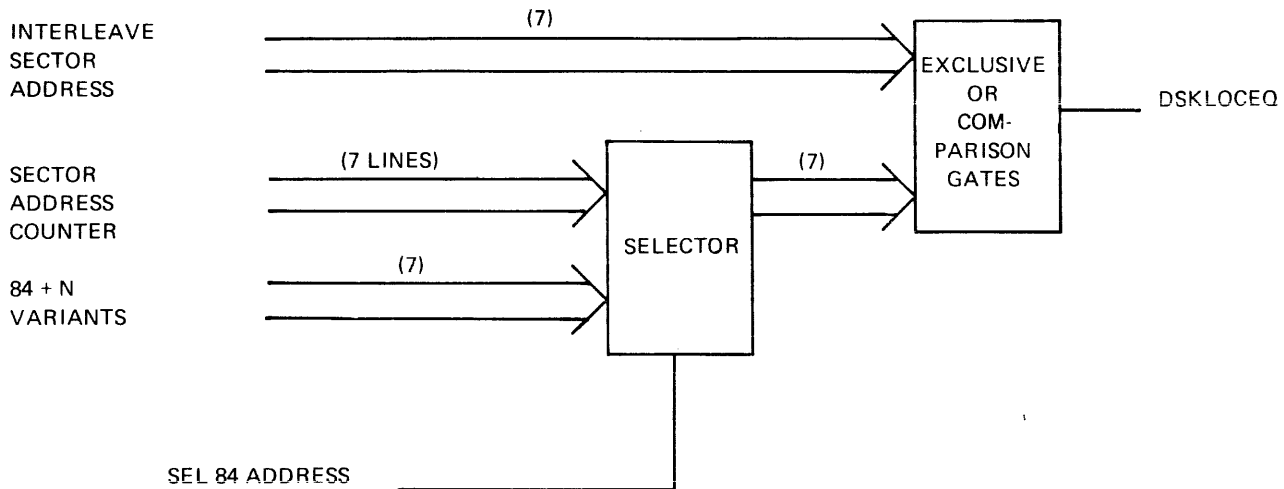 INTERLEAVE
SECTOR
ADDRESS
(7)
EXCLUSIVE
OR
COM-
PARISON
GATES
DSKLOCEQ
SECTOR
ADDRESS
COUNTER
(7 LINES)
SELECTOR
(7)
84 + N
VARIANTS
(7)
SEL 84 ADDRESS